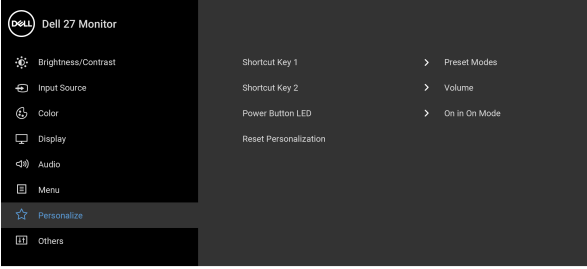 DELL Dell 27 Monitor
Brightness/Contrast
Input Source
Color
Display
Audio
Menu
Personalize
Others
Shortcut Key 1 > Preset Modes
Shortcut Key 2 > Volume
Power Button LED > On in On Mode
Reset Personalization